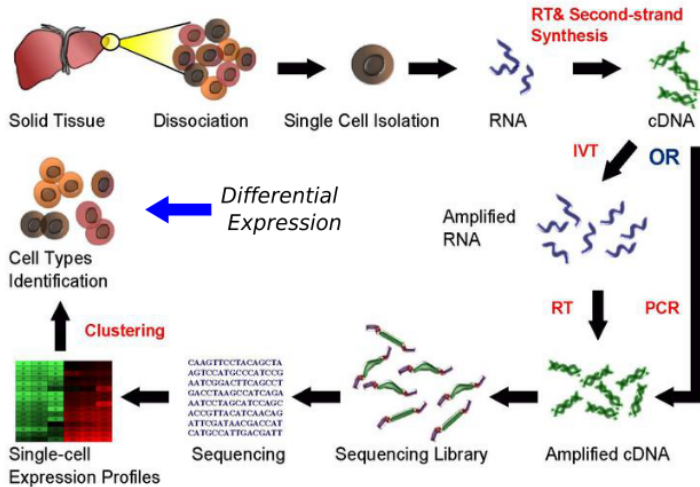 RT& Second-strand
Synthesis
Solid Tissue
Dissociation
Single Cell Isolation
RNA
cDNA
IVT
OR
Differential
Expression
Amplified
RNA
Cell Types
Identification
RT
PCR
Clustering
CAAGTTCCTACAGCTA
AGTCCATGCCCATCCG
AATCGGACTTCAGCCT
GACCTAAGCCATCAGA
AATCCTAGCATCCAGC
ACCGTTACATCAACAG
ATTCGATAACGACCAT
CATGCCATTGACGATT
Single-cell
Expression Profiles
Sequencing
Sequencing Library
Amplified cDNA